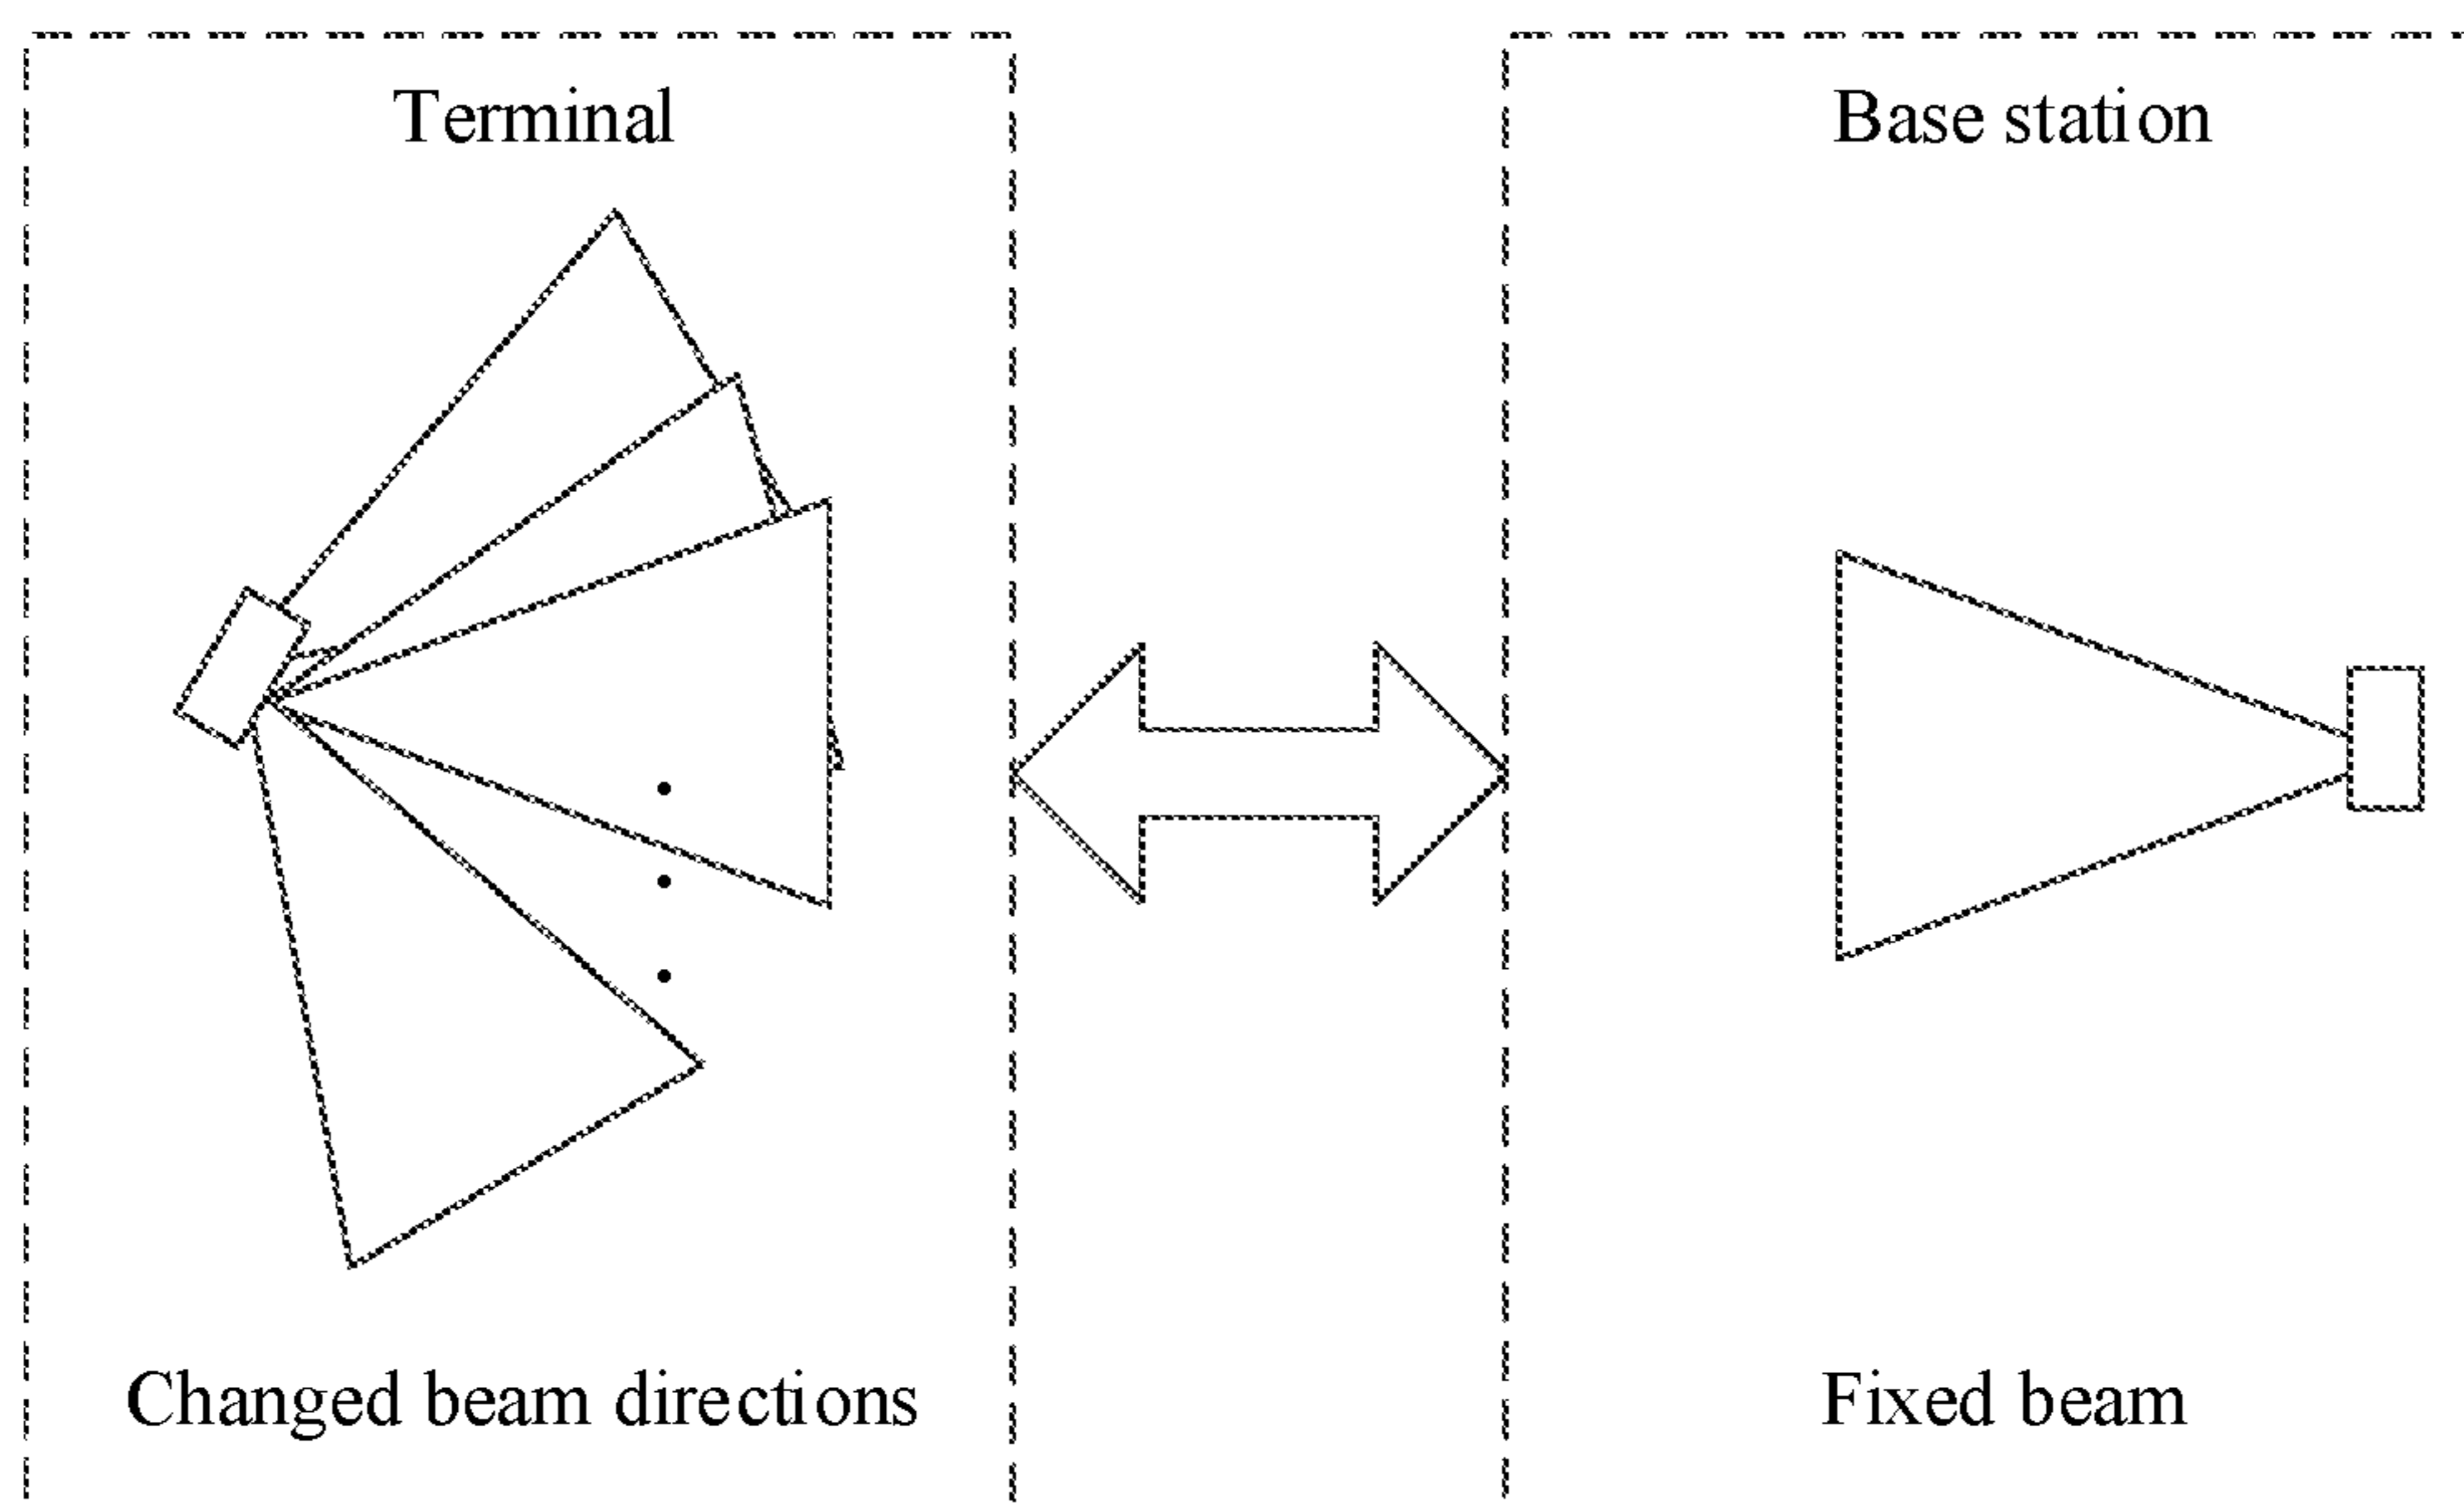 Terminal
Base station
Changed beam directions
Fixed beam